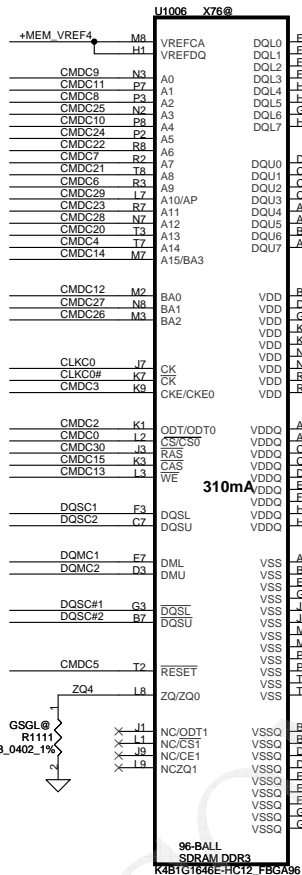 U1006 X76@
+MEM_VREF4 M8 VREFCA DQL0
H1 VREFDQ DQL1
DQL2
CMDC9 N3 A0 DQL3
CMDC11 P7 A1 DQL4
CMDC8 P3 A2 DQL5
CMDC25 N2 A3 DQL6
CMDC10 P8 A4 DQL7
CMDC24 P2 A5
CMDC22 R8 A6
CMDC7 R2 A7 DQU0
CMDC21 T8 A8 DQU1
CMDC6 R3 A9 DQU2
CMDC29 L7 A10/AP DQU3
CMDC23 R7 A11 DQU4
CMDC28 N7 A12 DQU5
CMDC20 T3 A13 DQU6
CMDC4 T7 A14 DQU7
CMDC14 M7 A15/BA3
CMDC12 M2 BA0 VDD
CMDC27 N8 BA1 VDD
CMDC26 M3 BA2 VDD
VDD
VDD
VDD
CLKC0 J7 CK VDD
CLKC0# K7 CK VDD
CMDC3 K9 CKE/CKE0 VDD
CMDC2 K1 ODT/ODT0 VDDQ
CMDC0 L2 CS/CS0 VDDQ
CMDC30 J3 RAS VDDQ
CMDC15 K3 CAS VDDQ
CMDC13 L3 WE VDDQ
310mA VDDQ
VDDQ
DQSC1 F3 DQSL VDDQ
DQSC2 C7 DQSU VDDQ
DQMC1 E7 DML VSS
DQMC2 D3 DMU VSS
VSS
VSS
DQSC#1 G3 DQSL VSS
DQSC#2 B7 DQSU VSS
VSS
VSS
VSS
CMDC5 T2 RESET VSS
VSS
ZQ4 L8 ZQ/ZQ0 VSS
1
GSGL@
R1111
_0402_1%
2
J1 NC/ODT1 VSSQ
L1 NC/CS1 VSSQ
J9 NC/CE1 VSSQ
L9 NCZQ1 VSSQ
VSSQ
VSSQ
VSSQ
VSSQ
VSSQ
96-BALL
SDRAM DDR3
K4B1G1646E-HC12_FBGA96